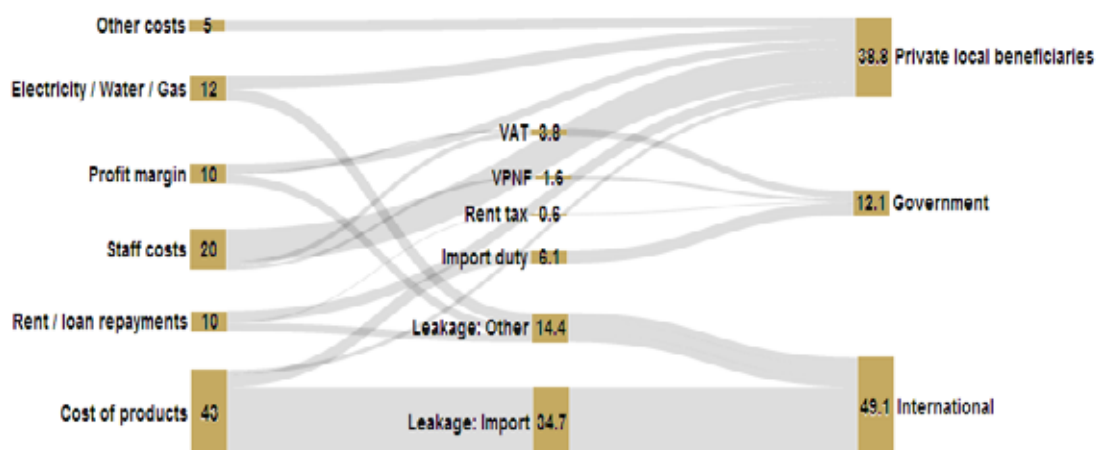 Other costs 5
Electricity / Water / Gas 12
Profit margin 10
Staff costs 20
Rent / loan repayments 10
Cost of products 43
VAT 3.8
VPNF 1.6
Rent tax 0.6
Import duty 6.1
Leakage: Other 14.4
Leakage: Import 34.7
38.8 Private local beneficiaries
12.1 Government
49.1 International